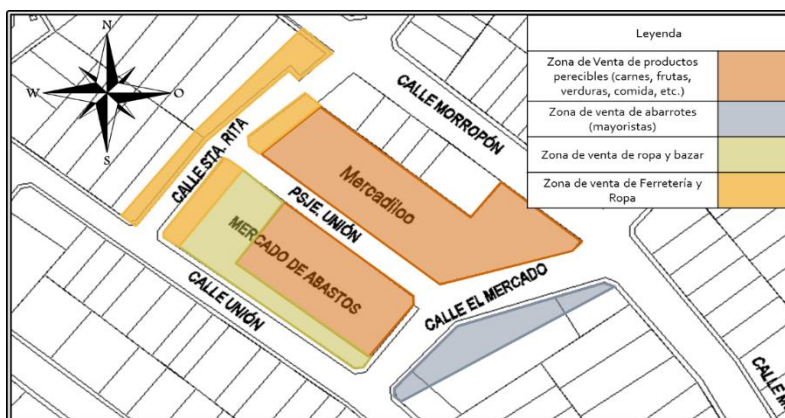 N
W
O
S
CALLE MORROPÓN
CALLE STA. RITA
Mercadiloo
PSJE. UNIÓN
MERCADO DE ABASTOS
CALLE UNIÓN
CALLE EL MERCADO
CALLE
Leyenda
Zona de Venta de productos
perecibles (carnes, frutas,
verduras, comida, etc.)
Zona de venta de abarrotes
(mayoristas)
Zona de venta de ropa y bazar
Zona de venta de Ferretería y
Ropa